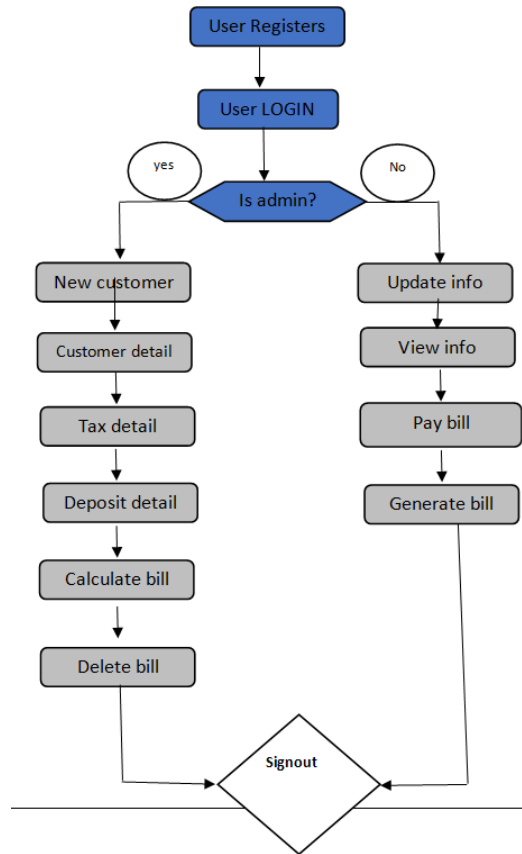 User Registers
User LOGIN
yes
No
Is admin?
New customer
Update info
Customer detail
View info
Tax detail
Pay bill
Deposit detail
Generate bill
Calculate bill
Delete bill
Signout